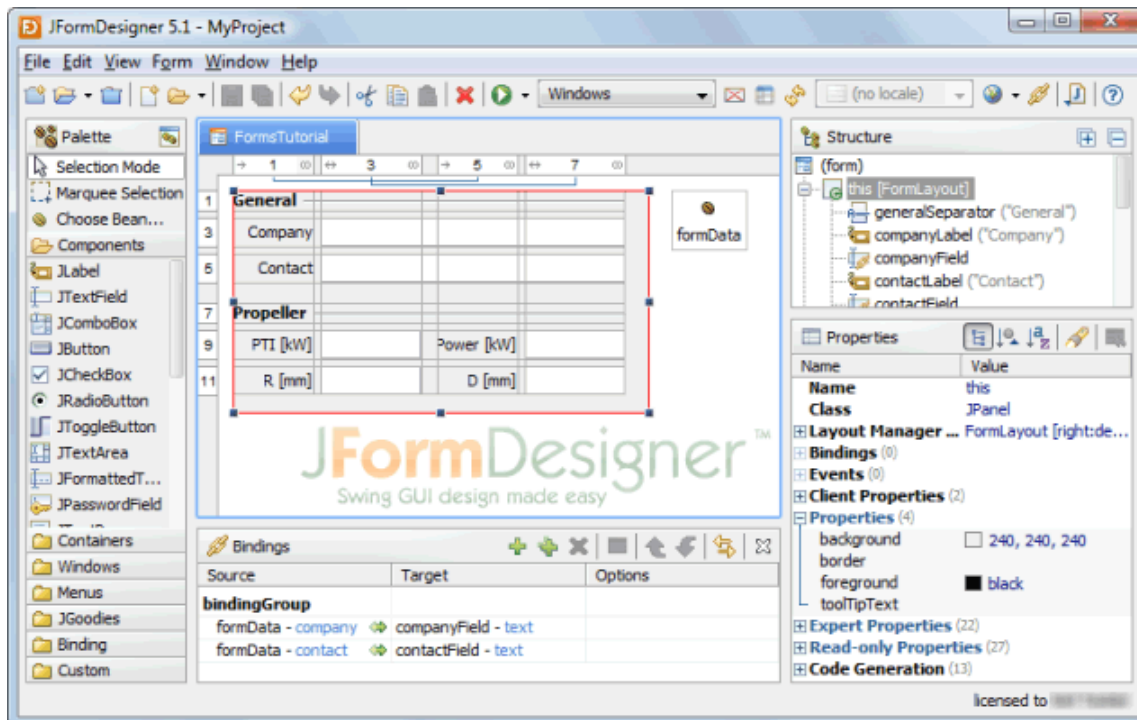 JFormDesigner 5.1 - MyProject
File Edit View Form Window Help
Windows
(no locale)
Palette
Selection Mode
Marquee Selection
Choose Bean...
Components
JLabel
JTextField
JComboBox
JButton
JCheckBox
JRadioButton
JToggleButton
JTextArea
JFormattedT...
JPasswordField
Containers
Windows
Menus
JGoodies
Binding
Custom
FormsTutorial
1 3 5 7
1 General
3 Company
5 Contact
7 Propeller
9 PTI [kW] Power [kW]
11 R [mm] D [mm]
formData
JFormDesigner™
Swing GUI design made easy
Bindings
Source Target Options
bindingGroup
formData - company companyField - text
formData - contact contactField - text
Structure
(form)
this [FormLayout]
generalSeparator ("General")
companyLabel ("Company")
companyField
contactLabel ("Contact")
contactField
Properties
Name Value
Name this
Class JPanel
Layout Manager ... FormLayout [right:de...
Bindings (0)
Events (0)
Client Properties (2)
Properties (4)
background 240, 240, 240
border
foreground black
toolTipText
Expert Properties (22)
Read-only Properties (27)
Code Generation (13)
licensed to